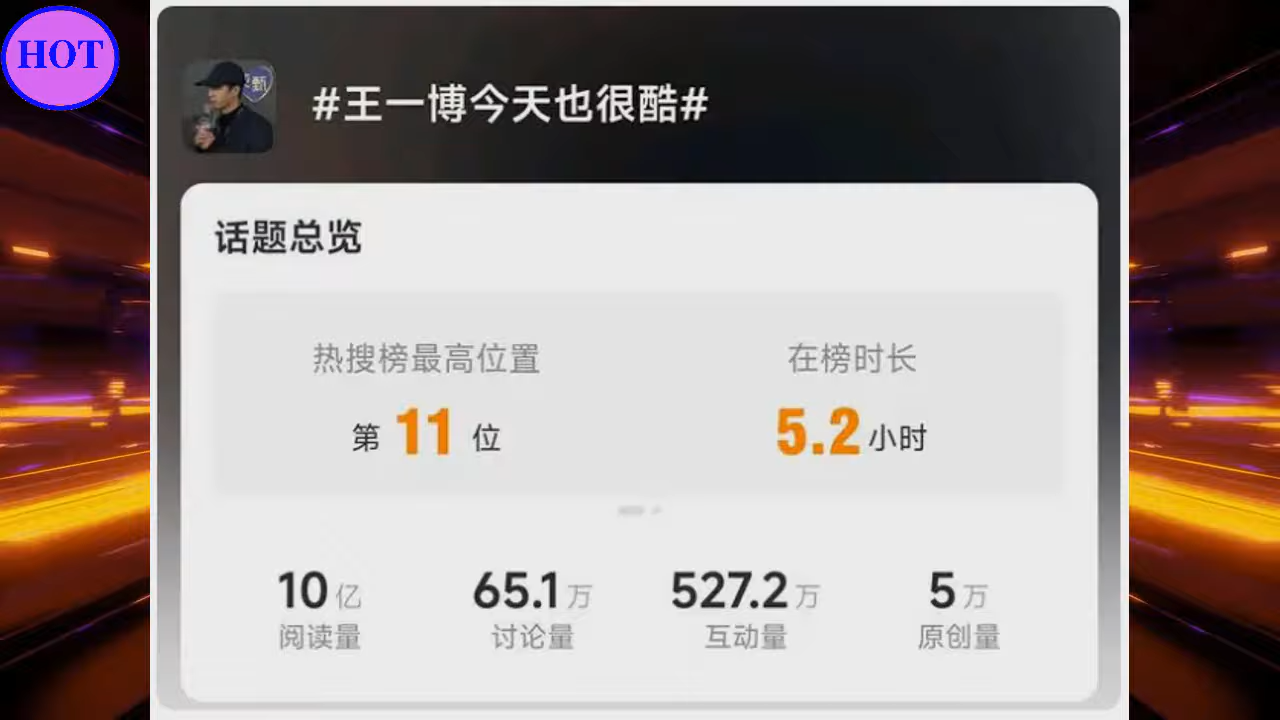 HOT
#王一博今天也很酷#
话题总览
热搜榜最高位置 在榜时长
第 11 位 5.2 小时
10 亿 65.1 万 527.2 万 5 万
阅读量 讨论量 互动量 原创量